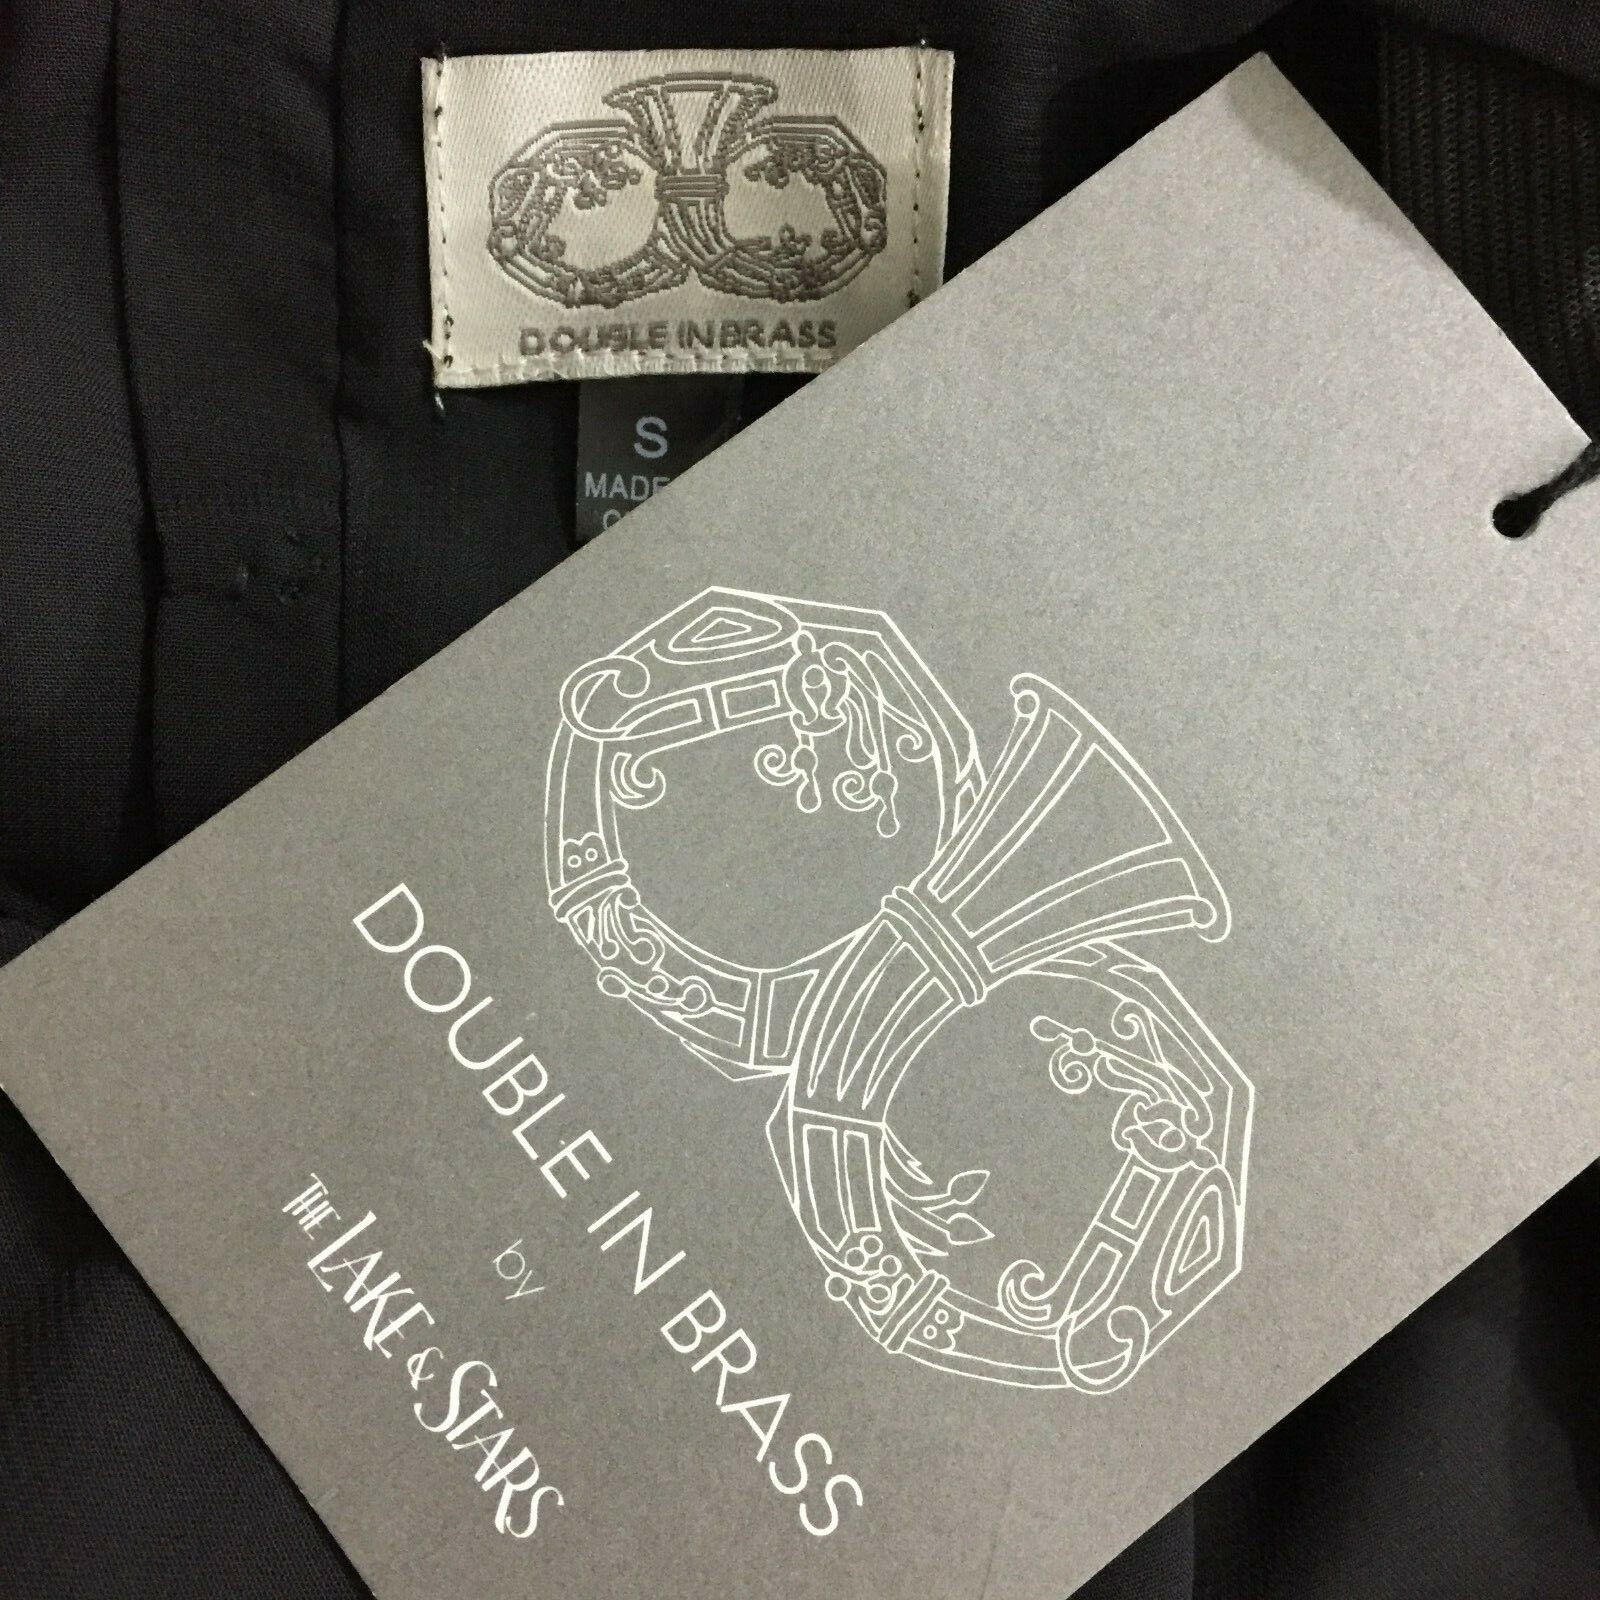 DOUBLE IN BRASS
S
MADE
DOUBLE IN BRASS
by
THE LAKE & STARS